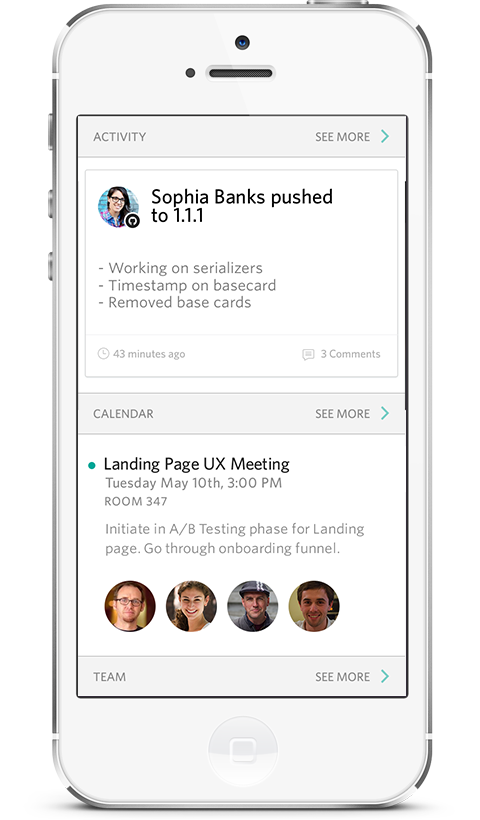 ACTIVITY SEE MORE
Sophia Banks pushed
to 1.1.1
- Working on serializers
- Timestamp on basecard
- Removed base cards
43 minutes ago 3 Comments
CALENDAR SEE MORE
Landing Page UX Meeting
Tuesday May 10th, 3:00 PM
ROOM 347
Initiate in A/B Testing phase for Landing
page. Go through onboarding funnel.
TEAM SEE MORE